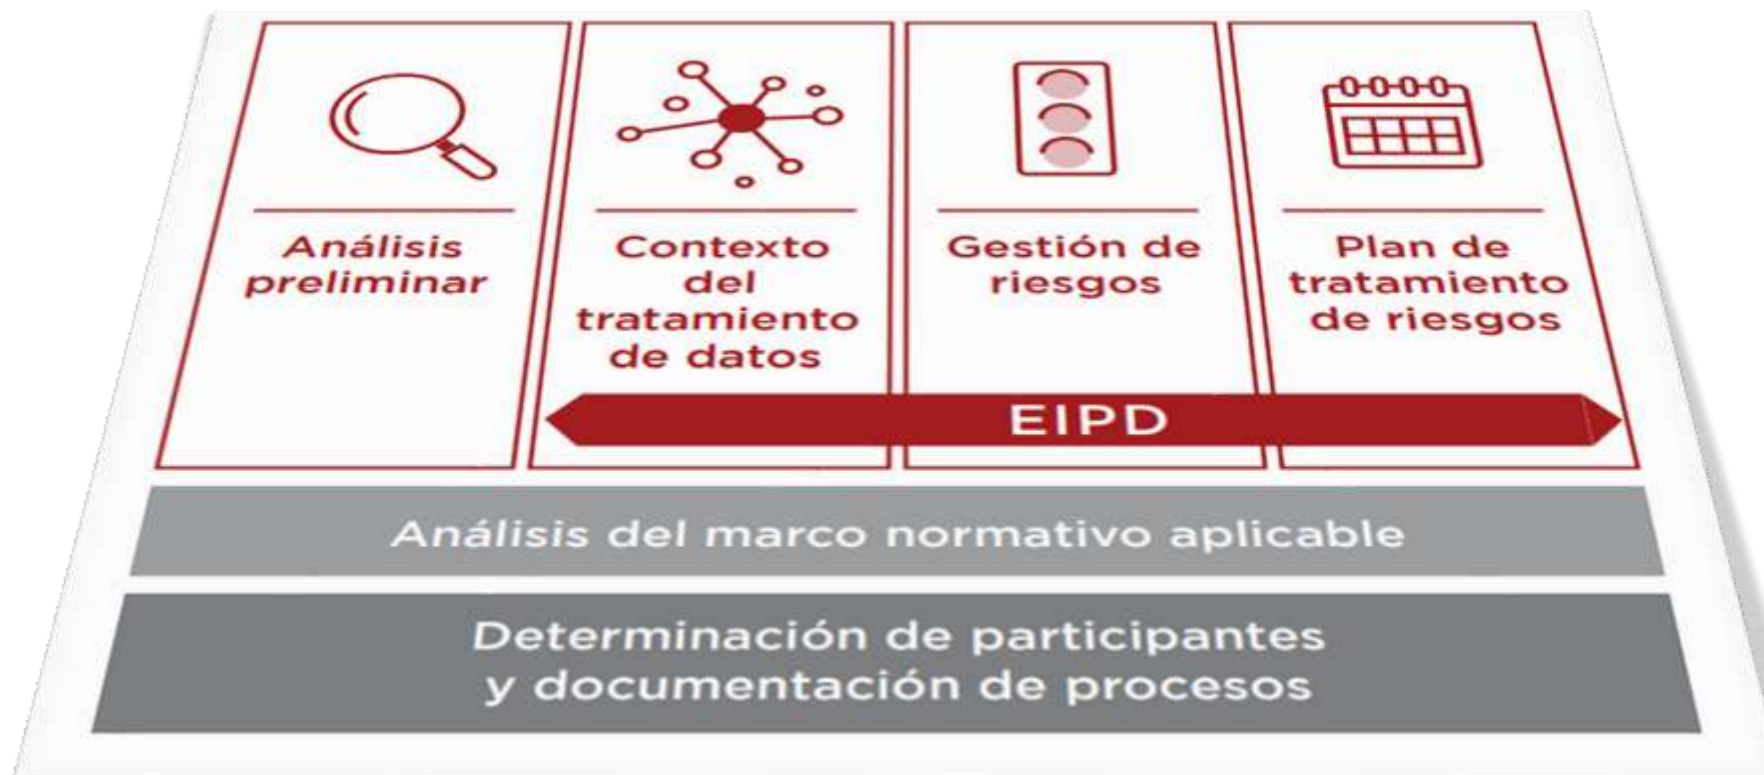 Análisis
preliminar
Contexto
del
tratamiento
de datos
Gestión de
riesgos
Plan de
tratamiento
de riesgos
EIPD
Análisis del marco normativo aplicable
Determinación de participantes
y documentación de procesos